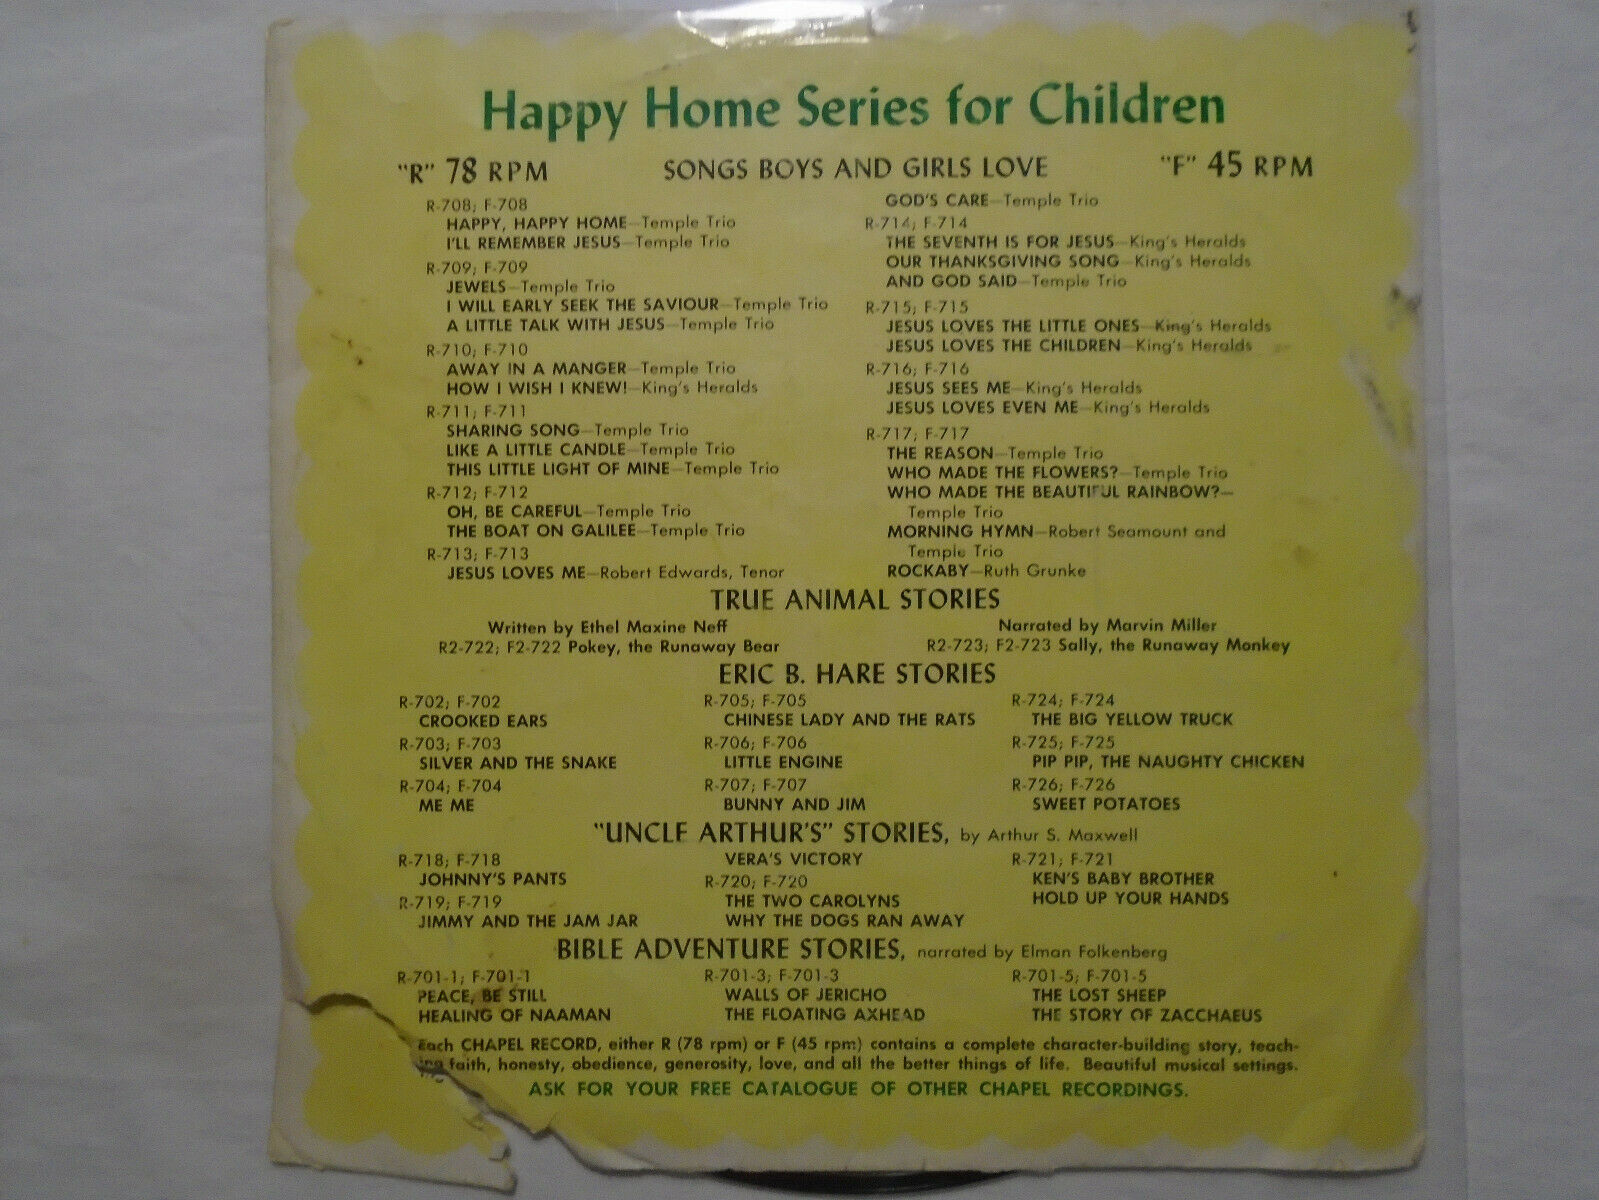 Happy Home Series for Children
"R" 78 RPM
SONGS BOYS AND GIRLS LOVE
"F" 45 RPM
R-708; F-708
HAPPY, HAPPY HOME—Temple Trio
I'LL REMEMBER JESUS—Temple Trio
R-709; F-709
JEWELS—Temple Trio
I WILL EARLY SEEK THE SAVIOUR—Temple Trio
A LITTLE TALK WITH JESUS—Temple Trio
R-710; F-710
AWAY IN A MANGER—Temple Trio
HOW I WISH I KNEW!—King's Heralds
R-711; F-711
SHARING SONG—Temple Trio
LIKE A LITTLE CANDLE—Temple Trio
THIS LITTLE LIGHT OF MINE—Temple Trio
R-712; F-712
OH, BE CAREFUL—Temple Trio
THE BOAT ON GALILEE—Temple Trio
R-713; F-713
JESUS LOVES ME—Robert Edwards, Tenor
GOD'S CARE—Temple Trio
R-714; F-714
THE SEVENTH IS FOR JESUS—King's Heralds
OUR THANKSGIVING SONG—King's Heralds
AND GOD SAID—Temple Trio
R-715; F-715
JESUS LOVES THE LITTLE ONES—King's Heralds
JESUS LOVES THE CHILDREN—King's Heralds
R-716; F-716
JESUS SEES ME—King's Heralds
JESUS LOVES EVEN ME—King's Heralds
R-717; F-717
THE REASON—Temple Trio
WHO MADE THE FLOWERS?—Temple Trio
WHO MADE THE BEAUTIFUL RAINBOW?—
Temple Trio
MORNING HYMN—Robert Seamount and
Temple Trio
ROCKABY—Ruth Grunke
TRUE ANIMAL STORIES
Written by Ethel Maxine Neff
R2-722; F2-722 Pokey, the Runaway Bear
Narrated by Marvin Miller
R2-723; F2-723 Sally, the Runaway Monkey
ERIC B. HARE STORIES
R-702; F-702
CROOKED EARS
R-703; F-703
SILVER AND THE SNAKE
R-704; F-704
ME ME
R-705; F-705
CHINESE LADY AND THE RATS
R-706; F-706
LITTLE ENGINE
R-707; F-707
BUNNY AND JIM
R-724; F-724
THE BIG YELLOW TRUCK
R-725; F-725
PIP PIP, THE NAUGHTY CHICKEN
R-726; F-726
SWEET POTATOES
"UNCLE ARTHUR'S" STORIES, by Arthur S. Maxwell
R-718; F-718
JOHNNY'S PANTS
R-719; F-719
JIMMY AND THE JAM JAR
VERA'S VICTORY
R-720; F-720
THE TWO CAROLYNS
WHY THE DOGS RAN AWAY
R-721; F-721
KEN'S BABY BROTHER
HOLD UP YOUR HANDS
BIBLE ADVENTURE STORIES, narrated by Elman Folkenberg
R-701-1; F-701-1
PEACE, BE STILL
HEALING OF NAAMAN
R-701-3; F-701-3
WALLS OF JERICHO
THE FLOATING AXHEAD
R-701-5; F-701-5
THE LOST SHEEP
THE STORY OF ZACCHAEUS
Each CHAPEL RECORD, either R (78 rpm) or F (45 rpm) contains a complete character-building story, teach-
ing faith, honesty, obedience, generosity, love, and all the better things of life. Beautiful musical settings.
ASK FOR YOUR FREE CATALOGUE OF OTHER CHAPEL RECORDINGS.